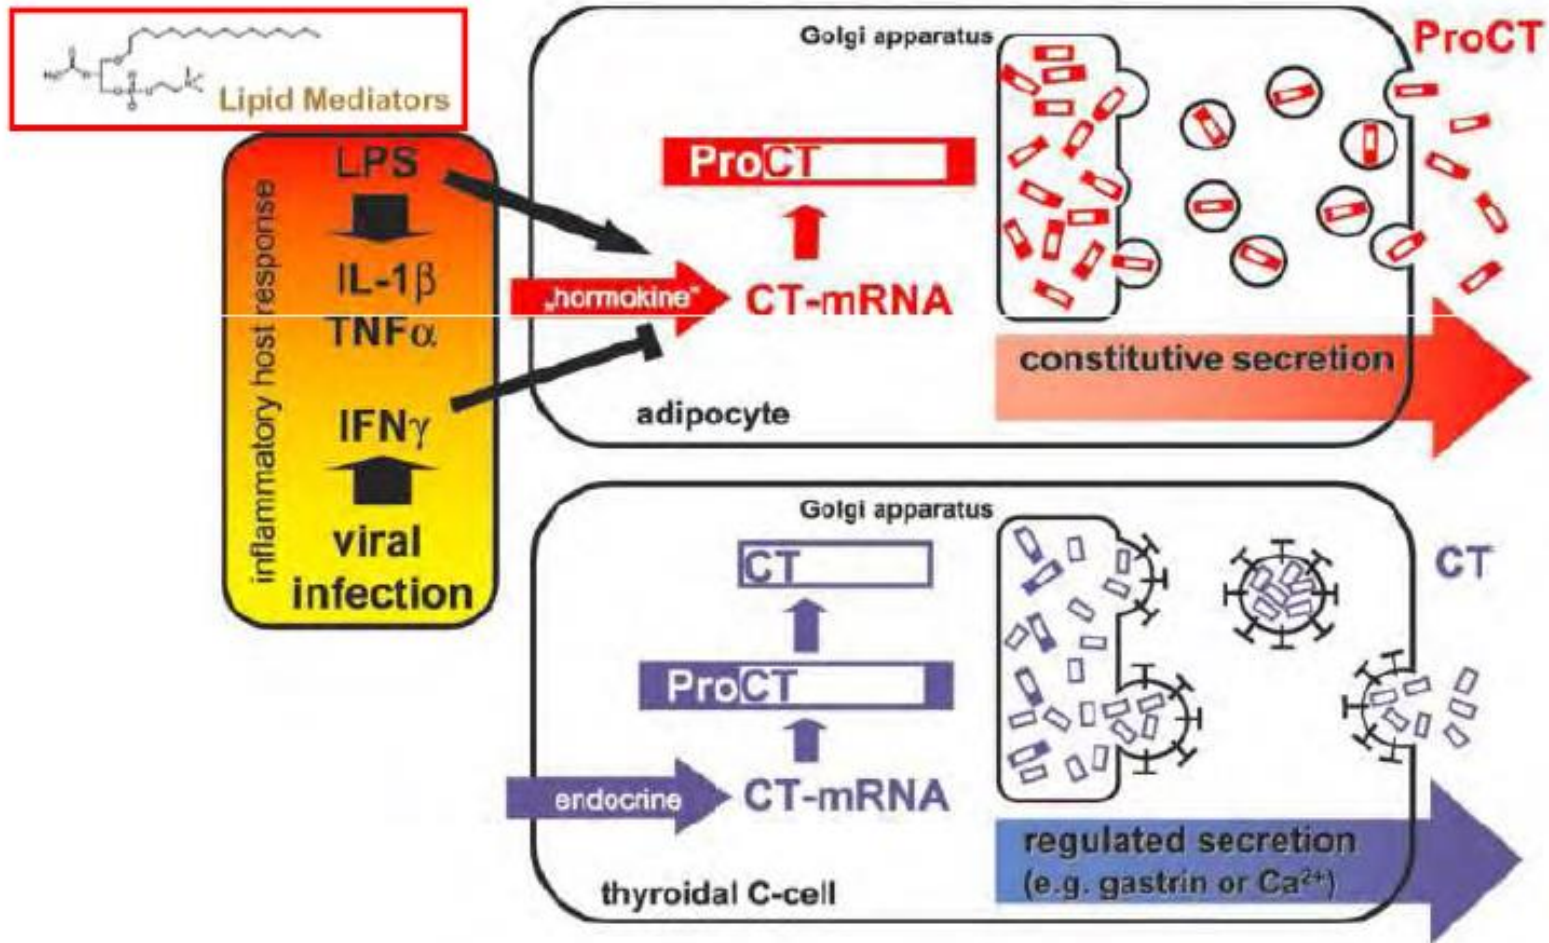 Lipid Mediators
inflammatory host response
LPS
IL-1β
TNFα
IFNγ
viral
infection
Golgi apparatus
ProCT
ProCT
„hormokine"
CT-mRNA
constitutive secretion
adipocyte
Golgi apparatus
CT
CT
ProCT
endocrine
CT-mRNA
regulated secretion
(e.g. gastrin or Ca²⁺)
thyroidal C-cell